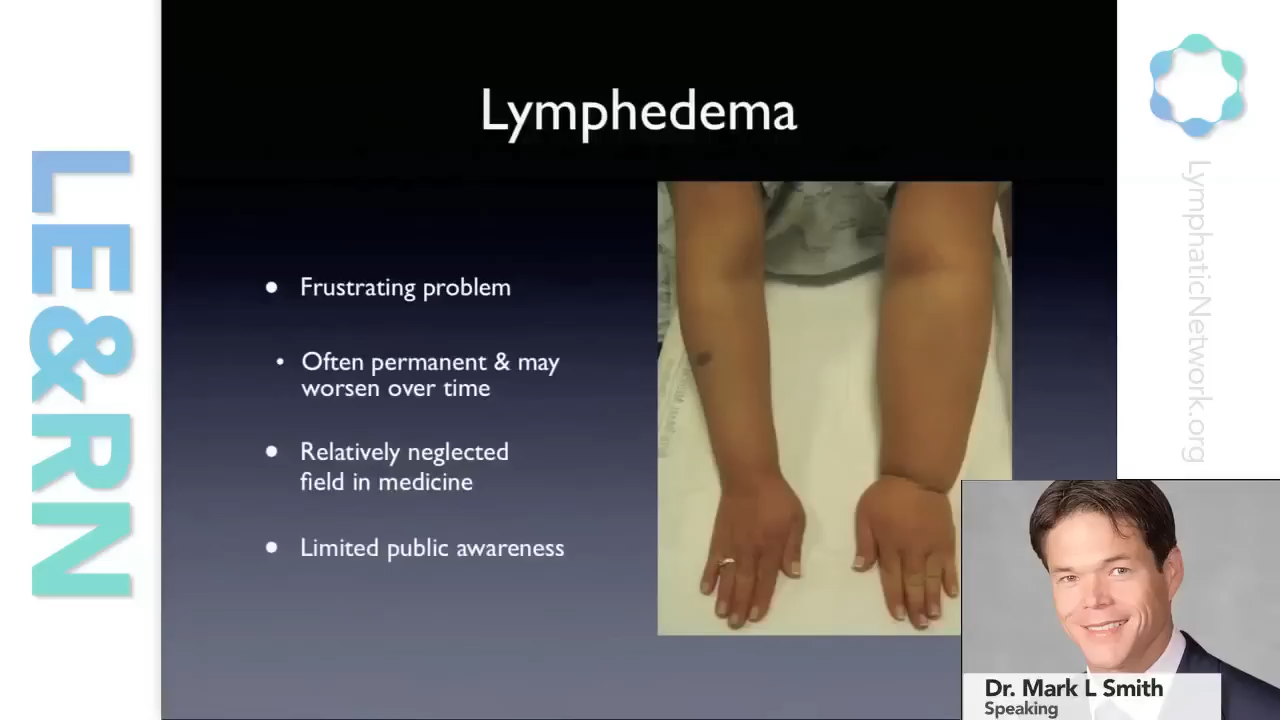 LE&RN
Lymphedema
• Frustrating problem
• Often permanent & may
worsen over time
• Relatively neglected
field in medicine
• Limited public awareness
LymphaticNetwork.org
Dr. Mark L Smith
Speaking